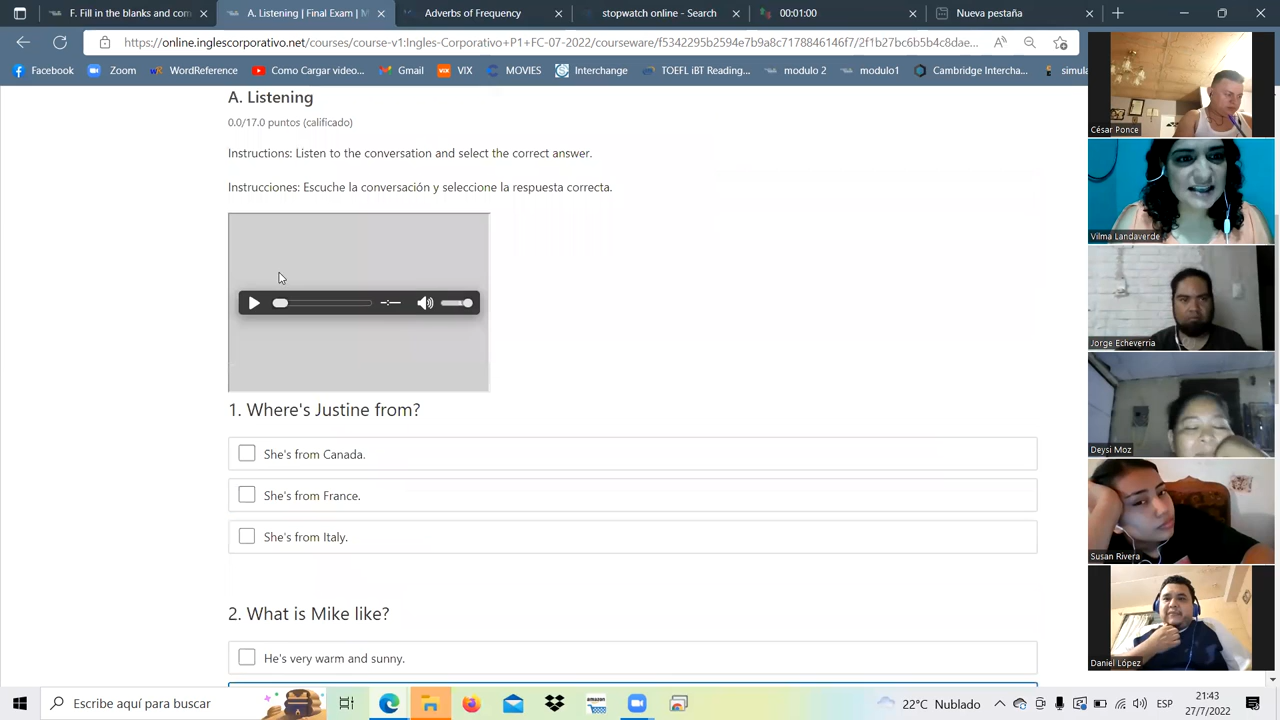 F. Fill in the blanks and com
A. Listen Exam | M
Adverbs of Frequency
stopwatch online - Search
00:01:00
Nueva pestaña
https://online.inglescorporativo.net/courses/course-v1:Ingles-Corporativo+P1+FC-07-2022/courseware/f5342295b2594e7b9a8c7178846146f7/2f1b27bc6b5b4c8dae...
Facebook
Zoom
WordReference
Como Cargar video...
Gmail
VIX
MOVIES
Interchange
TOEFL iBT Reading...
modulo 2
modulo1
Cambridge Intercha...
simula
A. Listening
0.0/17.0 puntos (calificado)
Instructions: Listen to the conversation and select the correct answer.
Instrucciones: Escuche la conversación y seleccione la respuesta correcta.
1. Where's Justine from?
She's from Canada.
She's from France.
She's from Italy.
2. What is Mike like?
He's very warm and sunny.
César Ponce
Vilma Landaverde
Jorge Echeverria
Deysi Moz
Susan Rivera
Daniel López
Escribe aquí para buscar
22°C Nublado
ESP
21:43
27/7/2022